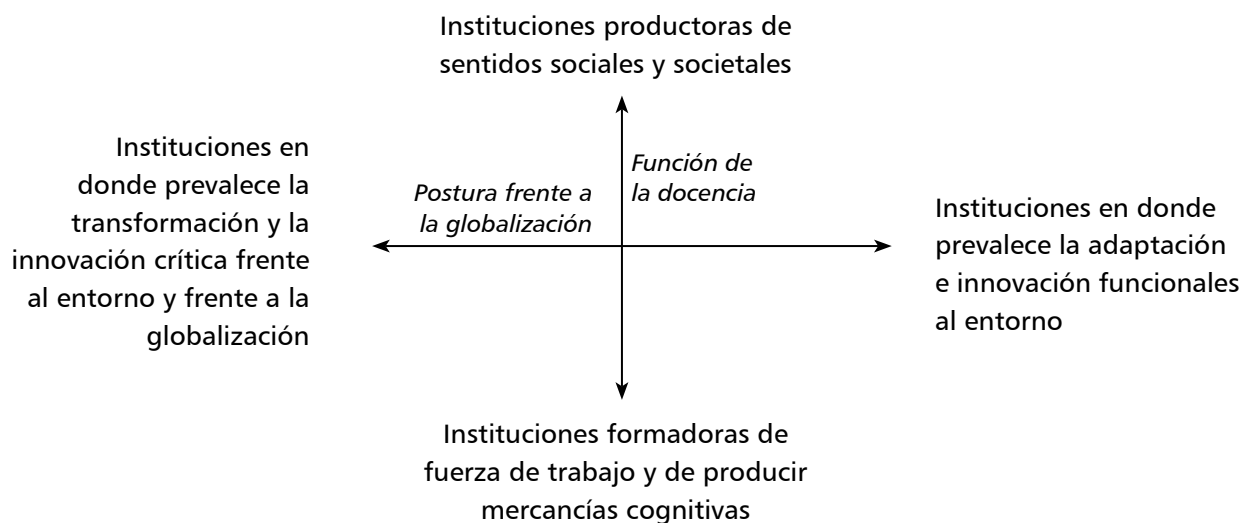 Instituciones productoras de
sentidos sociales y societales
Instituciones en
donde prevalece la
transformación y la
innovación crítica frente
al entorno y frente a la
globalización
Postura frente a
la globalización
Función de
la docencia
Instituciones en donde
prevalece la adaptación
e innovación funcionales
al entorno
Instituciones formadoras de
fuerza de trabajo y de producir
mercancías cognitivas